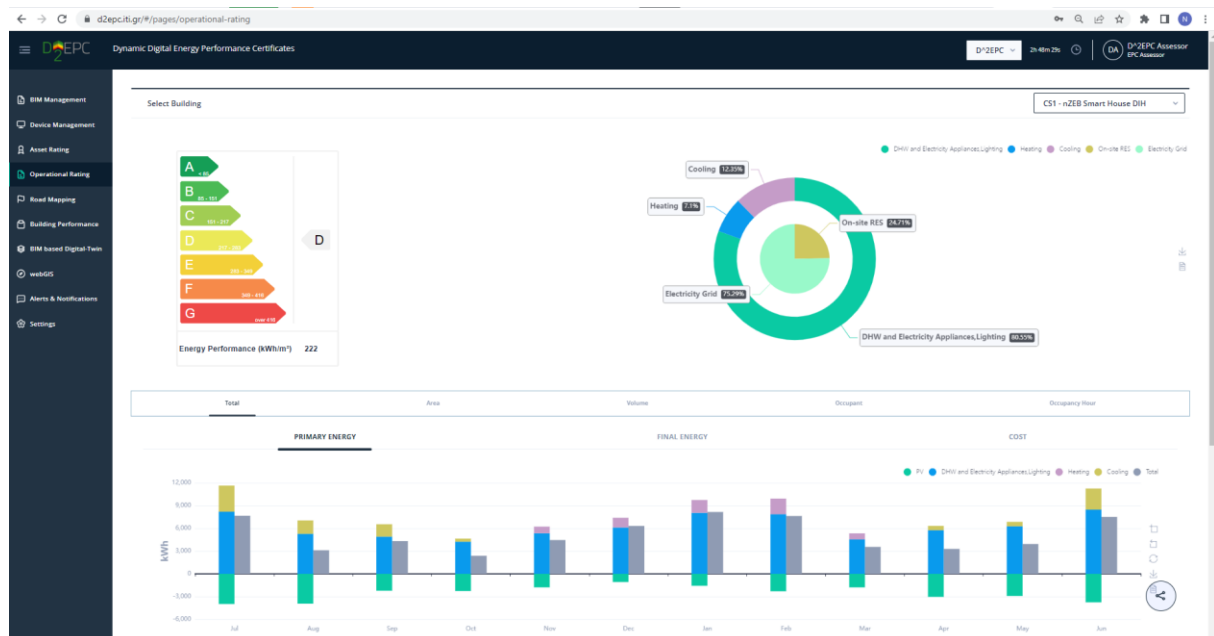 d2epc.iti.gr/#/pages/operational-rating
N
D^2EPC
Dynamic Digital Energy Performance Certificates
D^2EPC
2h 48m 29s
DA
D^2EPC Assessor
EPC Assessor
BIM Management
Device Management
Asset Rating
Operational Rating
Road Mapping
Building Performance
BIM based Digital-Twin
webGIS
Alerts & Notifications
Settings
Select Building
CS1 - nZEB Smart House DIH
A
B
C
D
E
F
G
over 418
D
Energy Performance (kWh/m²) 222
DHW and Electricity Appliances,Lighting
Heating
Cooling
On-site RES
Electricity Grid
Cooling 12.35%
Heating 7.1%
On-site RES 24.71%
Electricity Grid 75.29%
DHW and Electricity Appliances,Lighting 80.55%
Total
Area
Volume
Occupant
Occupancy Hour
PRIMARY ENERGY
FINAL ENERGY
COST
PV
DHW and Electricity Appliances,Lighting
Heating
Cooling
Total
kWh
12,000
9,000
6,000
3,000
0
-3,000
-6,000
Jul
Aug
Sep
Oct
Nov
Dec
Jan
Feb
Mar
Apr
May
Jun